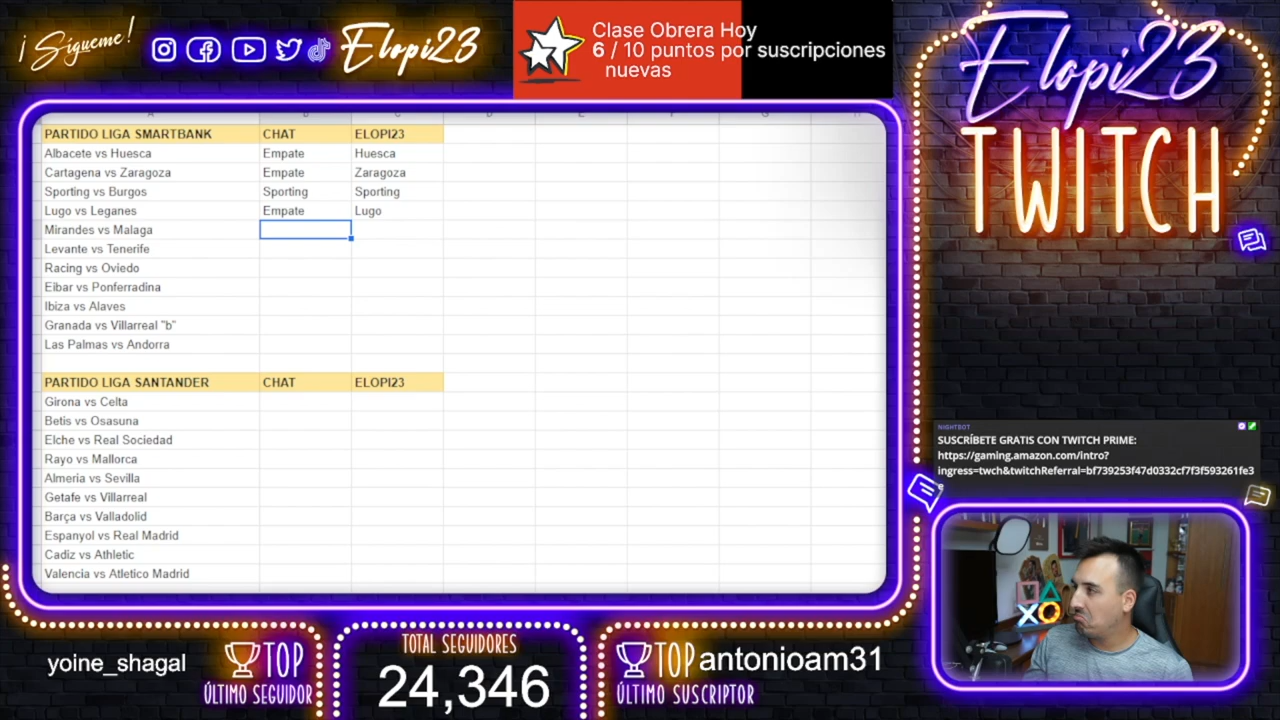 ¡ Sígueme!
Elopi23
Clase Obrera Hoy
6 / 10 puntos por suscripciones
nuevas
Elopi23
TWITCH
PARTIDO LIGA SMARTBANK CHAT ELOPI23
Albacete vs Huesca Empate Huesca
Cartagena vs Zaragoza Empate Zaragoza
Sporting vs Burgos Sporting Sporting
Lugo vs Leganes Empate Lugo
Mirandes vs Malaga
Levante vs Tenerife
Racing vs Oviedo
Eibar vs Ponferradina
Ibiza vs Alaves
Granada vs Villarreal "b"
Las Palmas vs Andorra
PARTIDO LIGA SANTANDER CHAT ELOPI23
Girona vs Celta
Betis vs Osasuna
Elche vs Real Sociedad
Rayo vs Mallorca
Almeria vs Sevilla
Getafe vs Villarreal
Barça vs Valladolid
Espanyol vs Real Madrid
Cadiz vs Athletic
Valencia vs Atletico Madrid
NIGHTBOT
SUSCRÍBETE GRATIS CON TWITCH PRIME:
https://gaming.amazon.com/intro?
ingress=twch&twitchReferral=bf739253f47d0332cf7f3f593261fe3
yoine_shagal
TOP
ÚLTIMO SEGUIDOR
TOTAL SEGUIDORES
24,346
TOP antonioam31
ÚLTIMO SUSCRIPTOR